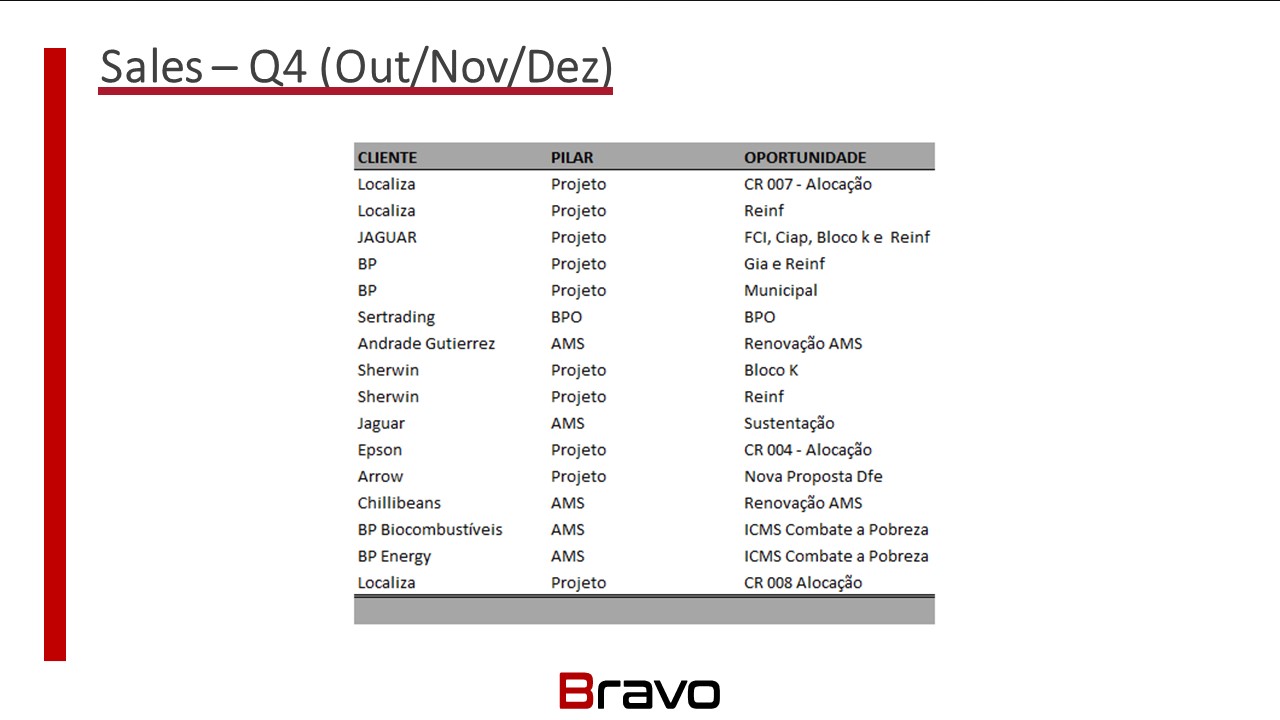 Sales – Q4 (Out/Nov/Dez)
CLIENTE PILAR OPORTUNIDADE
Localiza Projeto CR 007 - Alocação
Localiza Projeto Reinf
JAGUAR Projeto FCI, Ciap, Bloco k e Reinf
BP Projeto Gia e Reinf
BP Projeto Municipal
Sertrading BPO BPO
Andrade Gutierrez AMS Renovação AMS
Sherwin Projeto Bloco K
Sherwin Projeto Reinf
Jaguar AMS Sustentação
Epson Projeto CR 004 - Alocação
Arrow Projeto Nova Proposta Dfe
Chillibeans AMS Renovação AMS
BP Biocombustíveis AMS ICMS Combate a Pobreza
BP Energy AMS ICMS Combate a Pobreza
Localiza Projeto CR 008 Alocação
Bravo